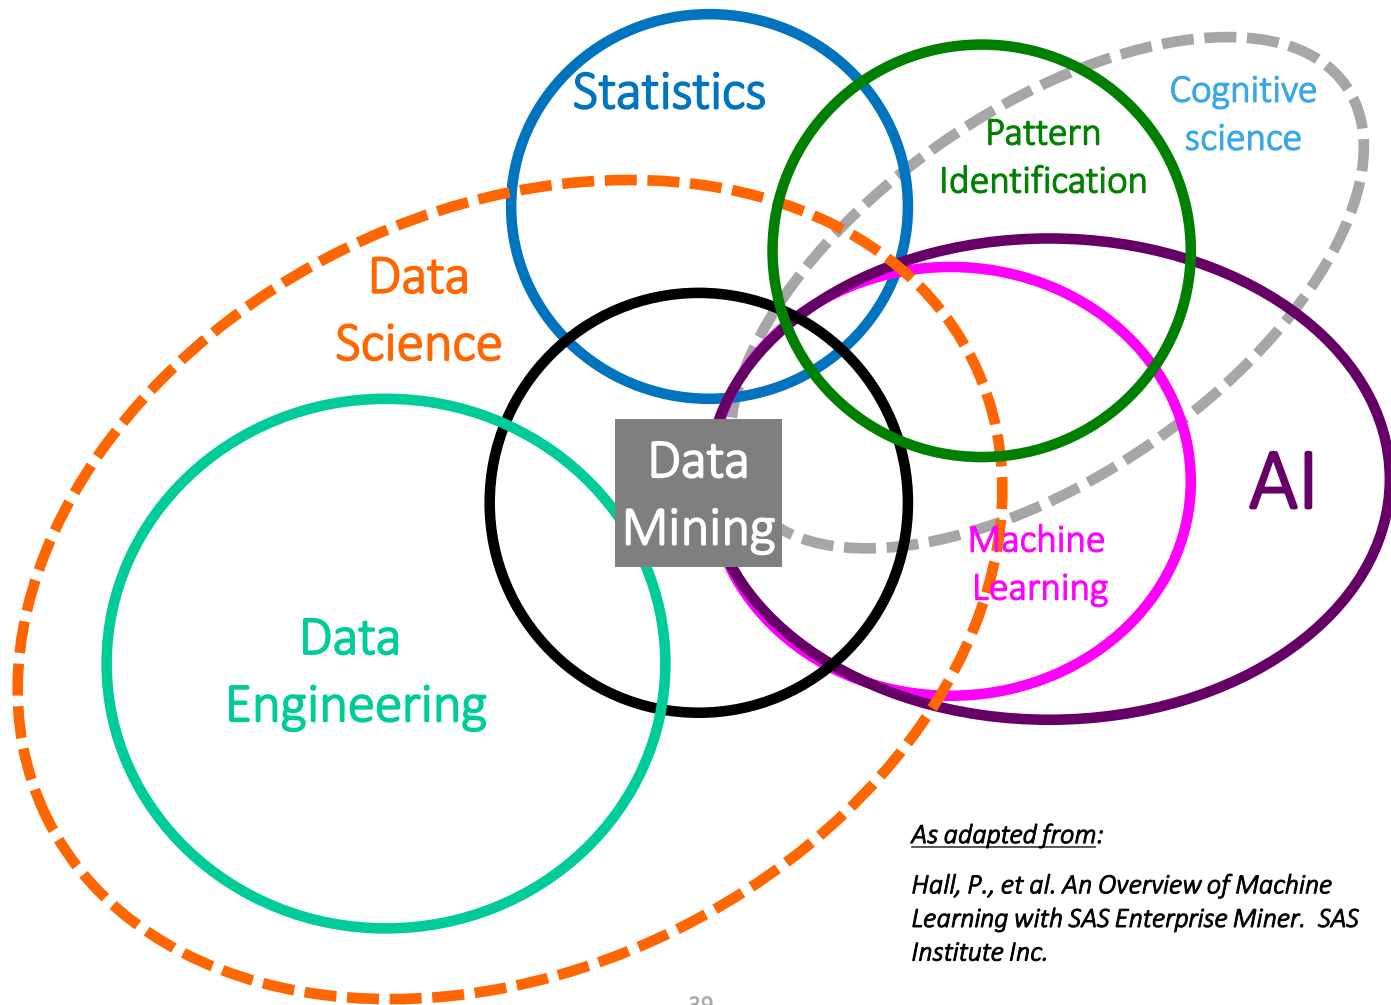 Statistics
Cognitive
science
Pattern
Identification
Data
Science
Data
Mining
AI
Machine
Learning
Data
Engineering
As adapted from:
Hall, P., et al. An Overview of Machine
Learning with SAS Enterprise Miner. SAS
Institute Inc.
39